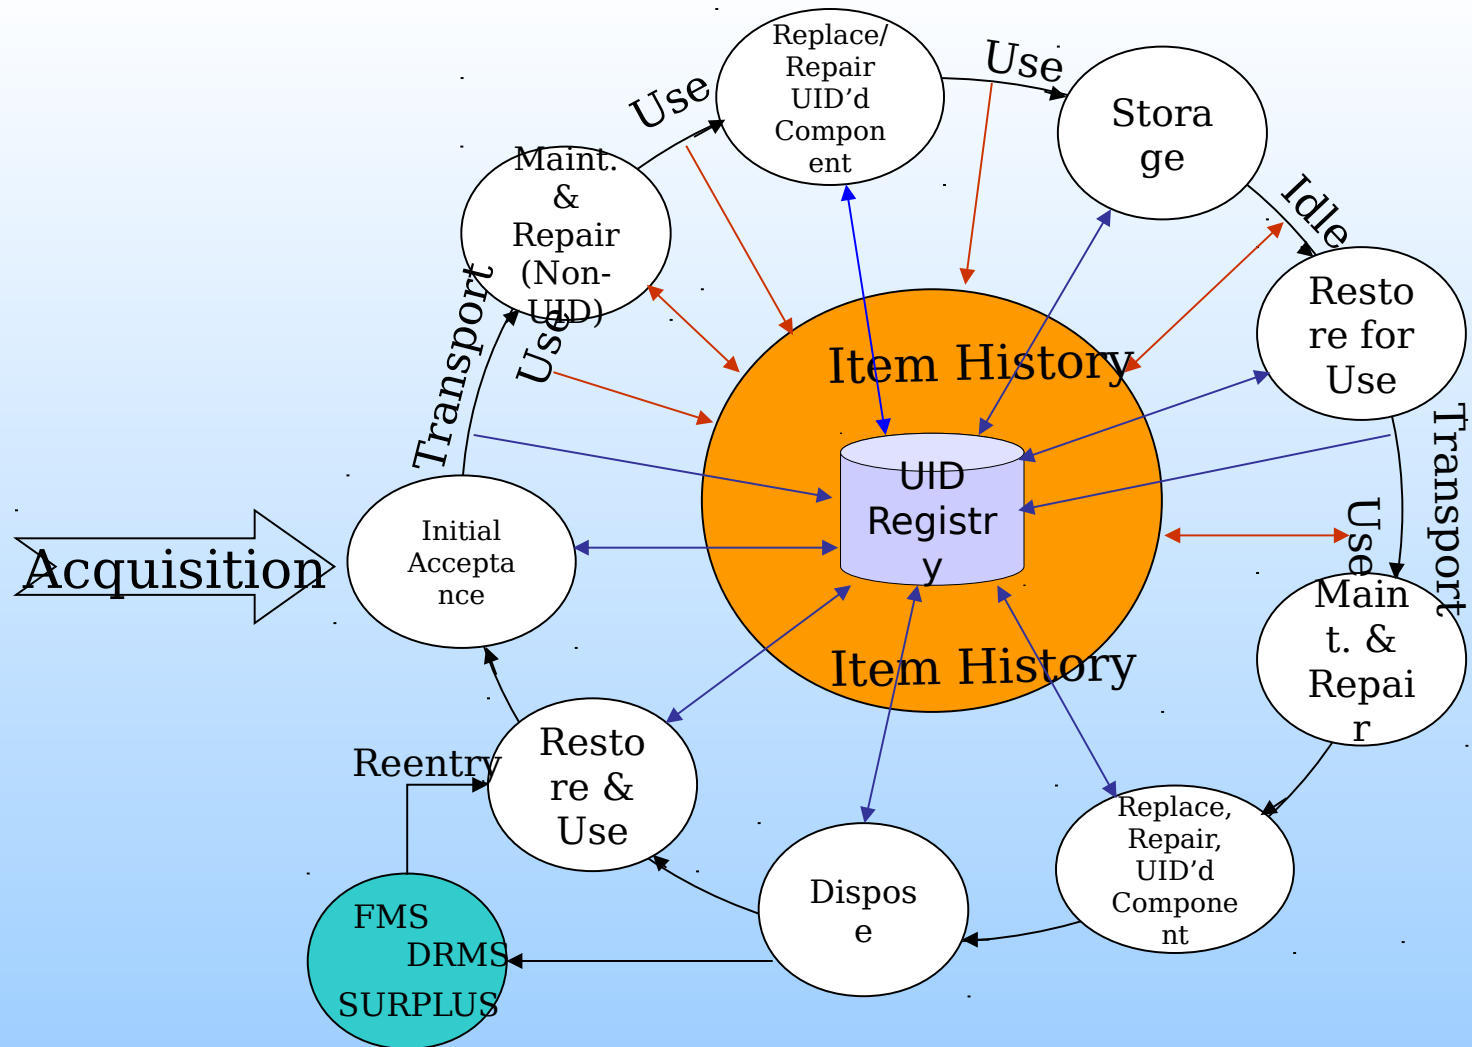 Replace/
Repair
UID’d
Compon
ent
Use
Use
Stora
ge
Idle
Maint.
&
Repair
(Non-
UID)
Transport
Use
Resto
re for
Use
Item History
UID
Registr
y
Item History
Transport
Use
Acquisition
Initial
Accepta
nce
Main
t. &
Repai
r
Resto
re &
Use
Reentry
Replace,
Repair,
UID’d
Compone
nt
Dispos
e
FMS
DRMS
SURPLUS